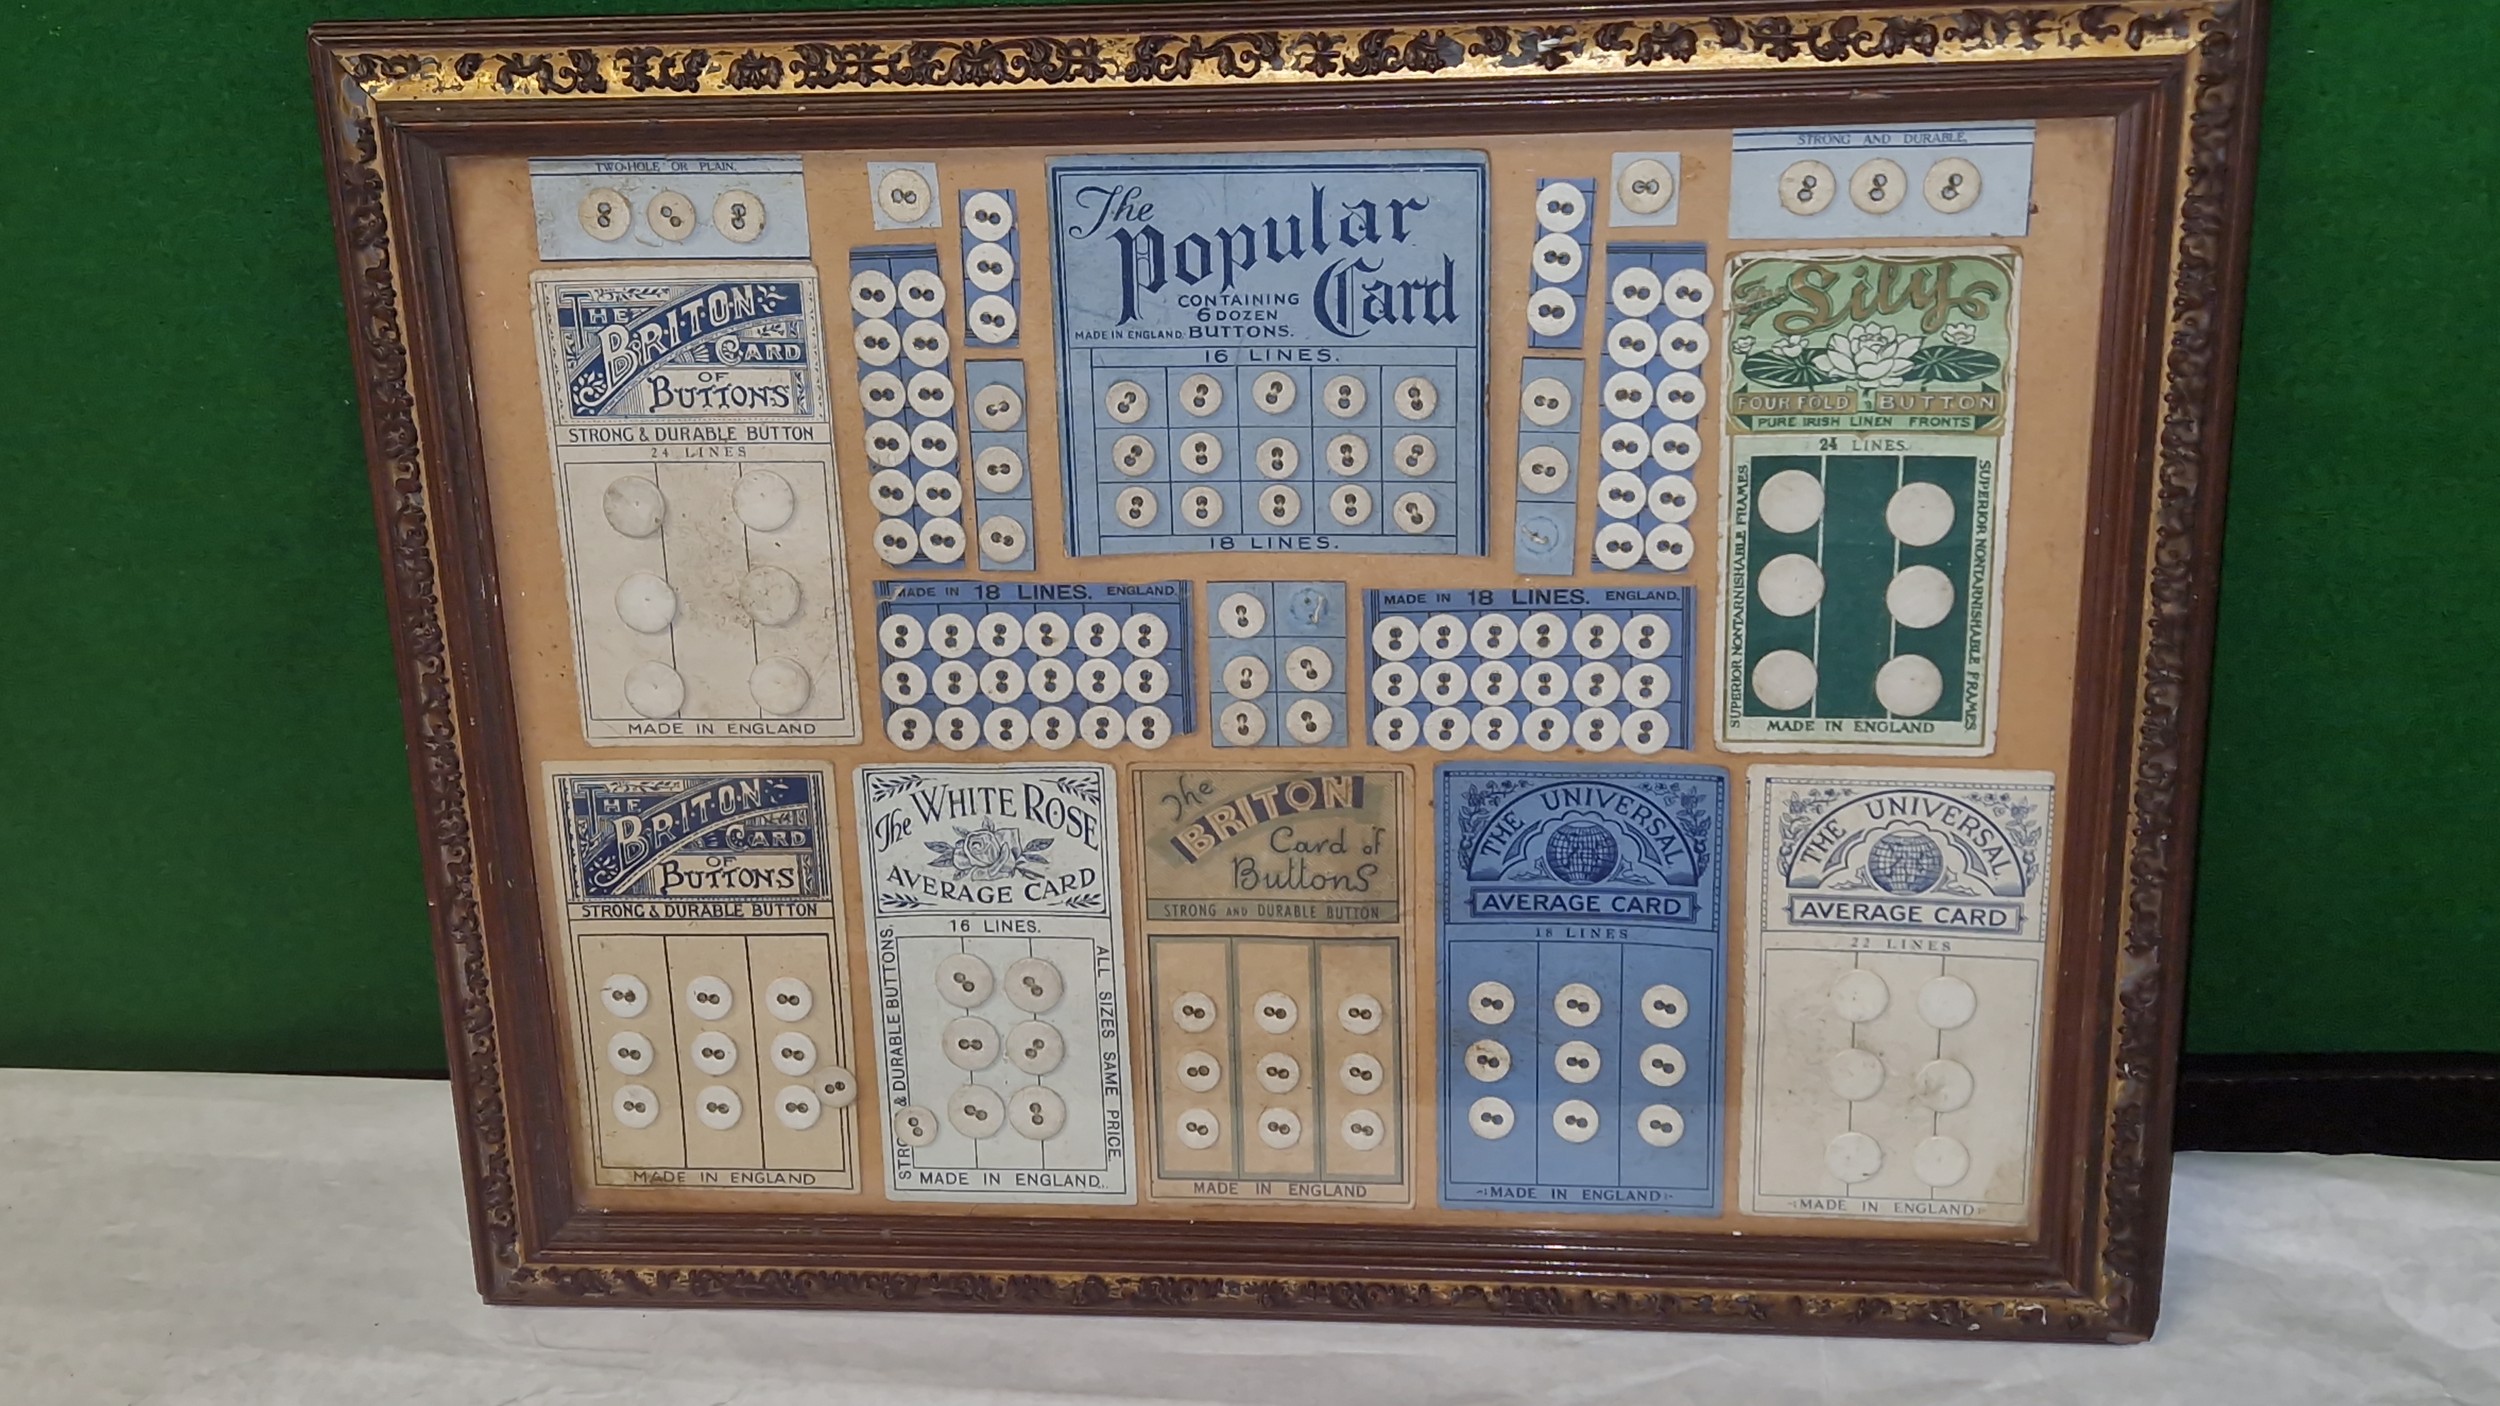 TWO-HOLE OR PLAIN.
STRONG AND DURABLE.
The
Popular
Card
CONTAINING
6 DOZEN
MADE IN ENGLAND. BUTTONS.
16 LINES.
18 LINES.
THE
BRITON
CARD
OF
BUTTONS
STRONG & DURABLE BUTTON
24 LINES
MADE IN ENGLAND
Lily
FOUR FOLD BUTTON
PURE IRISH LINEN FRONTS
24 LINES.
SUPERIOR NONTARNISHABLE FRAMES
SUPERIOR NONTARNISHABLE FRAMES
MADE IN ENGLAND
MADE IN 18 LINES. ENGLAND.
MADE IN 18 LINES. ENGLAND.
THE
BRITON
CARD
OF
BUTTONS
STRONG & DURABLE BUTTON
MADE IN ENGLAND
The WHITE ROSE
AVERAGE CARD
16 LINES.
& DURABLE BUTTONS.
ALL SIZES SAME PRICE.
MADE IN ENGLAND.
The
BRITON
Card of
Buttons
STRONG AND DURABLE BUTTON
MADE IN ENGLAND
THE UNIVERSAL
AVERAGE CARD
18 LINES
MADE IN ENGLAND
THE UNIVERSAL
AVERAGE CARD
22 LINES
MADE IN ENGLAND